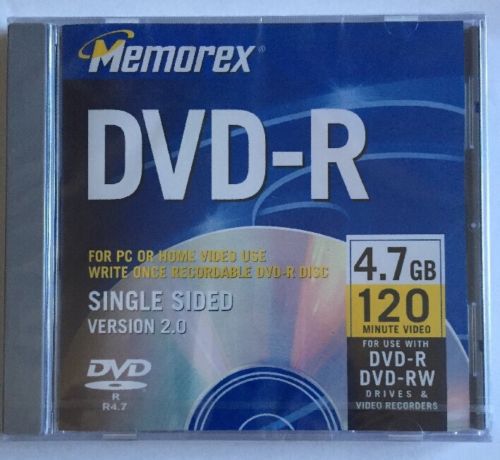 Memorex®
DVD-R
FOR PC OR HOME VIDEO USE
WRITE ONCE RECORDABLE DVD-R DISC
SINGLE SIDED
VERSION 2.0
DVD
R
R4.7
4.7GB
120
MINUTE VIDEO
FOR USE WITH
DVD-R
DVD-RW
DRIVES &
VIDEO RECORDERS